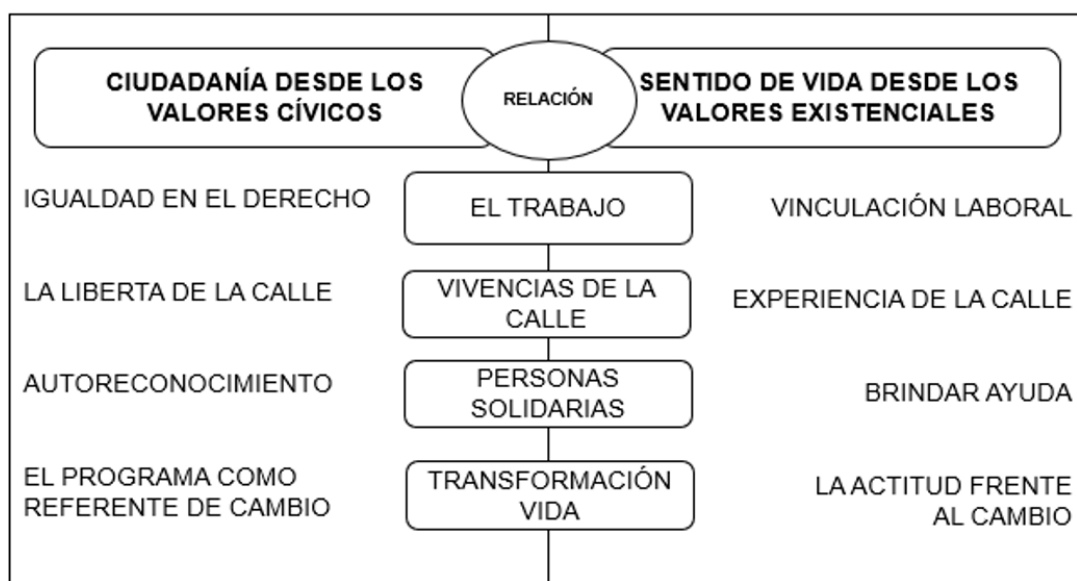 CIUDADANÍA DESDE LOS
VALORES CÍVICOS
RELACIÓN
SENTIDO DE VIDA DESDE LOS
VALORES EXISTENCIALES
IGUALDAD EN EL DERECHO
EL TRABAJO
VINCULACIÓN LABORAL
LA LIBERTA DE LA CALLE
VIVENCIAS DE LA
CALLE
EXPERIENCIA DE LA CALLE
AUTORECONOCIMIENTO
PERSONAS
SOLIDARIAS
BRINDAR AYUDA
EL PROGRAMA COMO
REFERENTE DE CAMBIO
TRANSFORMACIÓN
VIDA
LA ACTITUD FRENTE
AL CAMBIO